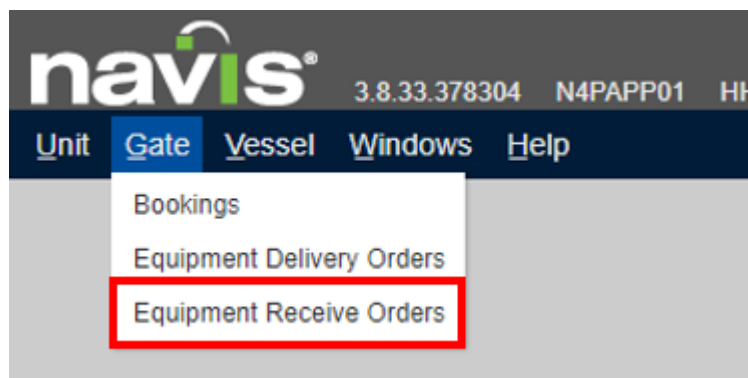 navis®
3.8.33.378304 N4PAPP01 HH
Unit Gate Vessel Windows Help
Bookings
Equipment Delivery Orders
Equipment Receive Orders